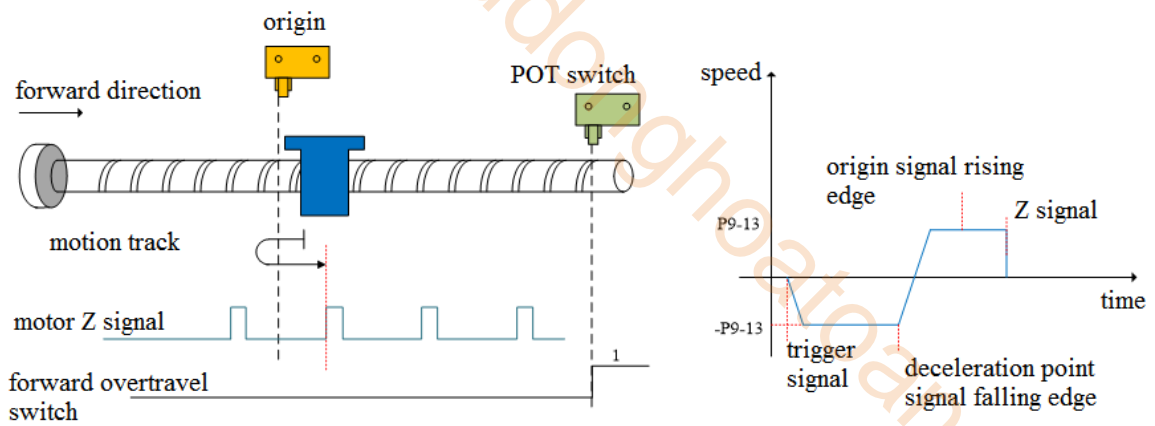 origin
POT switch
forward direction
motion track
motor Z signal
forward overtravel
switch
1
speed
origin signal rising
edge
Z signal
P9-13
time
-P9-13
trigger
signal
deceleration point
signal falling edge